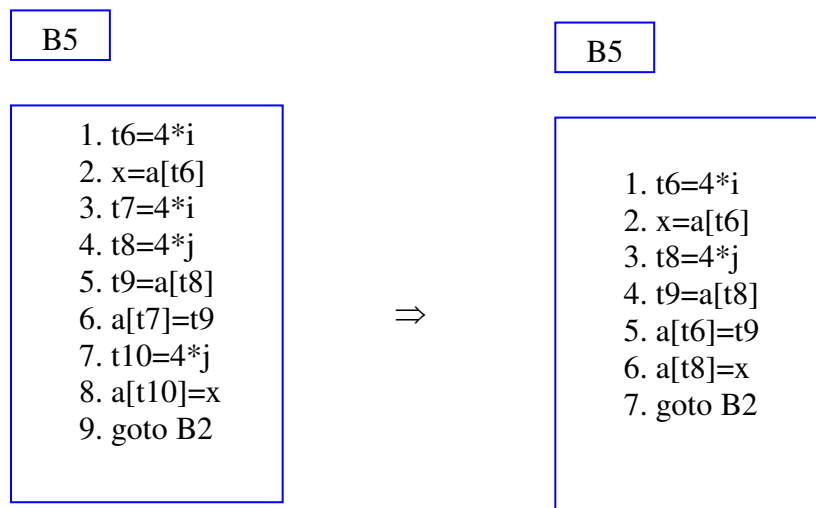 B5
1. t6=4*i
2. x=a[t6]
3. t7=4*i
4. t8=4*j
5. t9=a[t8]
6. a[t7]=t9
7. t10=4*j
8. a[t10]=x
9. goto B2
⇒
B5
1. t6=4*i
2. x=a[t6]
3. t8=4*j
4. t9=a[t8]
5. a[t6]=t9
6. a[t8]=x
7. goto B2